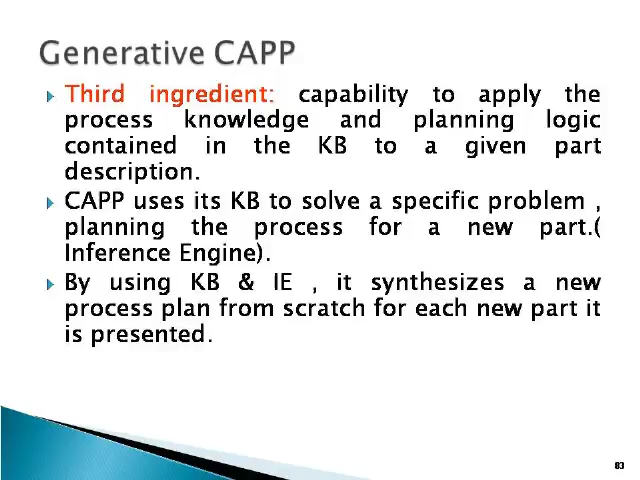 Generative CAPP
Third ingredient: capability to apply the
process knowledge and planning logic
contained in the KB to a given part
description.
CAPP uses its KB to solve a specific problem ,
planning the process for a new part.(
Inference Engine).
By using KB & IE , it synthesizes a new
process plan from scratch for each new part it
is presented.
83